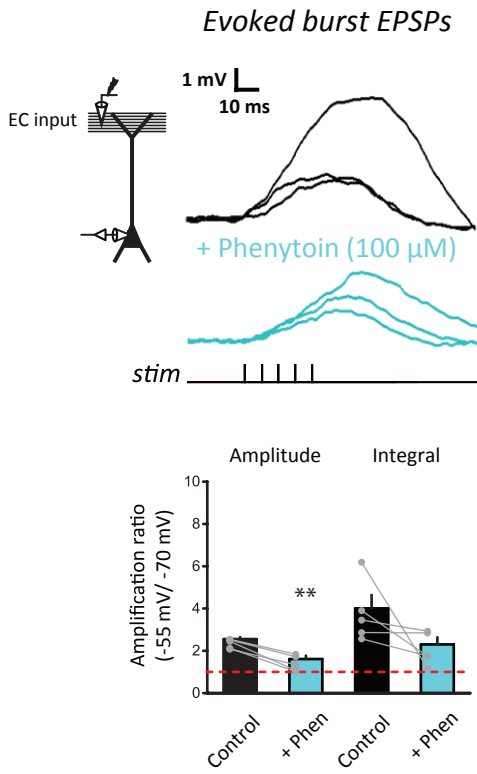 Evoked burst EPSPs
1 mV
10 ms
EC input
+ Phenytoin (100 µM)
stim
Amplitude
Integral
Amplification ratio
(-55 mV/ -70 mV)
10
8
6
4
2
0
**
Control
+ Phen
Control
+ Phen